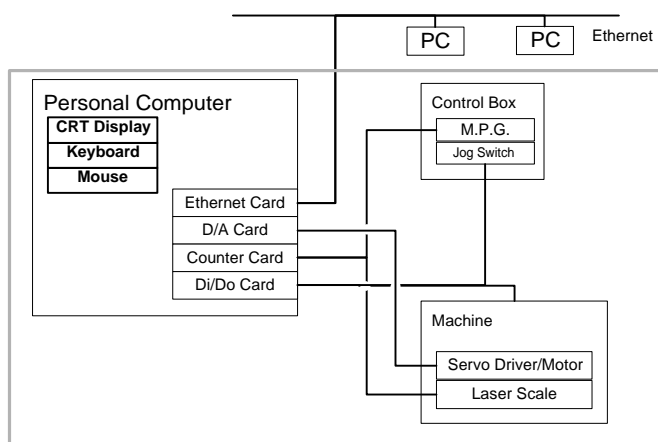 PC
PC
Ethernet
Personal Computer
CRT Display
Keyboard
Mouse
Ethernet Card
D/A Card
Counter Card
Di/Do Card
Control Box
M.P.G.
Jog Switch
Machine
Servo Driver/Motor
Laser Scale